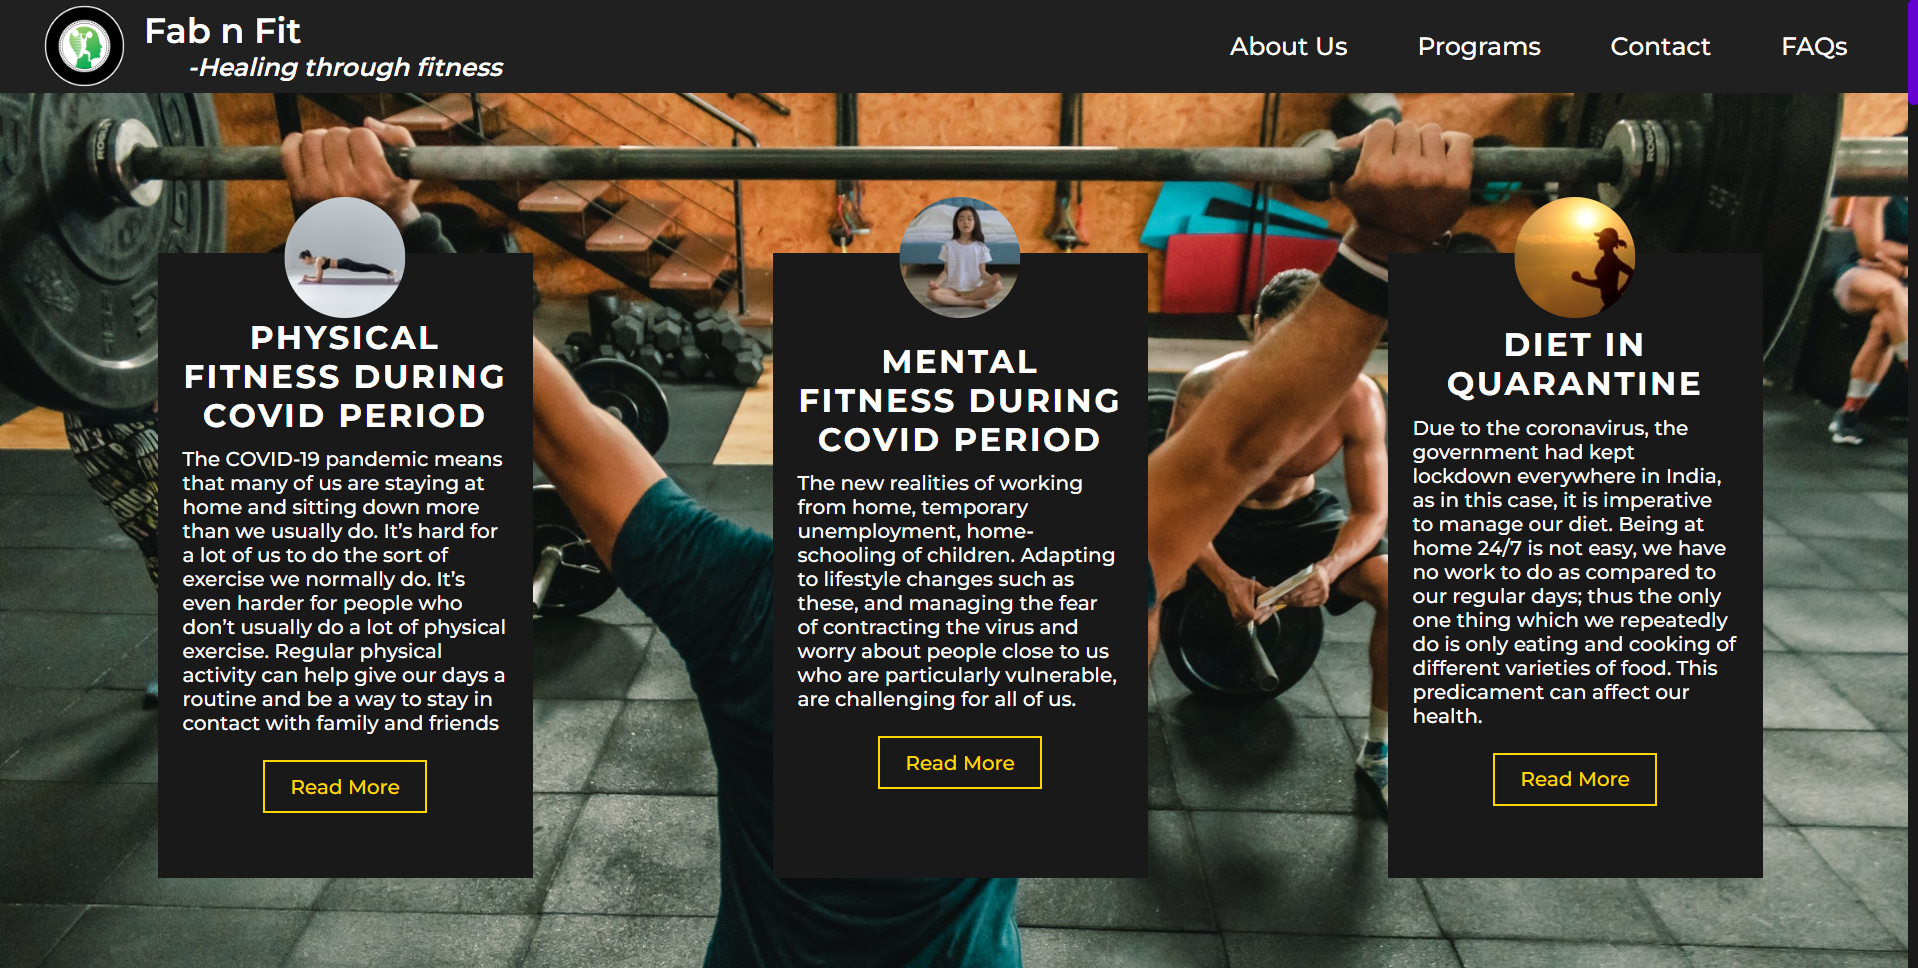 Fab n Fit
-Healing through fitness
About Us
Programs
Contact
FAQs
ROGUE
ROGUE
PHYSICAL
FITNESS DURING
COVID PERIOD
The COVID-19 pandemic means
that many of us are staying at
home and sitting down more
than we usually do. It’s hard for
a lot of us to do the sort of
exercise we normally do. It’s
even harder for people who
don’t usually do a lot of physical
exercise. Regular physical
activity can help give our days a
routine and be a way to stay in
contact with family and friends
Read More
MENTAL
FITNESS DURING
COVID PERIOD
The new realities of working
from home, temporary
unemployment, home-
schooling of children. Adapting
to lifestyle changes such as
these, and managing the fear
of contracting the virus and
worry about people close to us
who are particularly vulnerable,
are challenging for all of us.
Read More
DIET IN
QUARANTINE
Due to the coronavirus, the
government had kept
lockdown everywhere in India,
as in this case, it is imperative
to manage our diet. Being at
home 24/7 is not easy, we have
no work to do as compared to
our regular days; thus the only
one thing which we repeatedly
do is only eating and cooking of
different varieties of food. This
predicament can affect our
health.
Read More